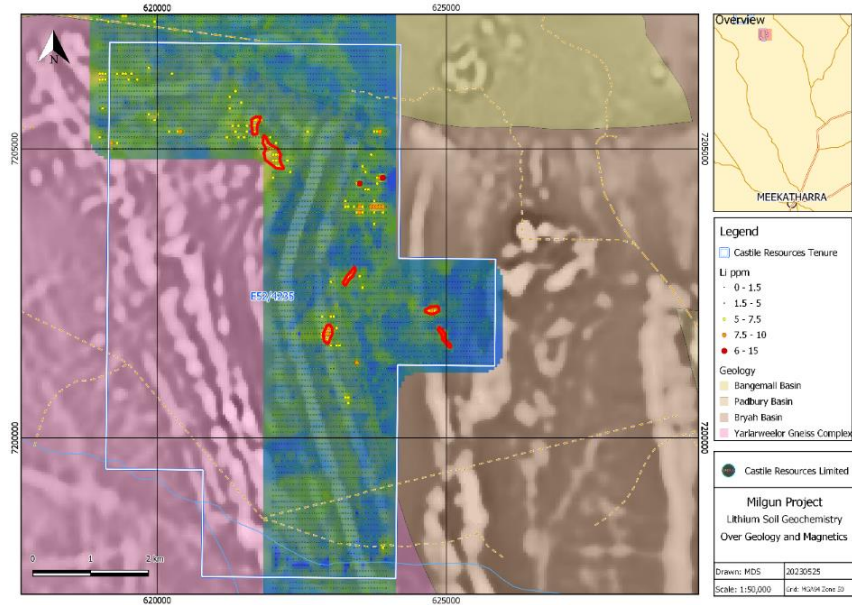 620000
625000
N
7205000
7205000
E52/4235
7200000
7200000
0 1 2 km
620000
625000
Overview
MEEKATHARRA
Legend
Castile Resources Tenure
Li ppm
0 - 1.5
1.5 - 5
5 - 7.5
7.5 - 10
6 - 15
Geology
Bangemall Basin
Padbury Basin
Bryah Basin
Yarlarweelor Gneiss Complex
Castile Resources Limited
Milgun Project
Lithium Soil Geochemistry
Over Geology and Magnetics
Drawn: MDS
20230525
Scale: 1:50,000
Grid: MGA94 Zone 50